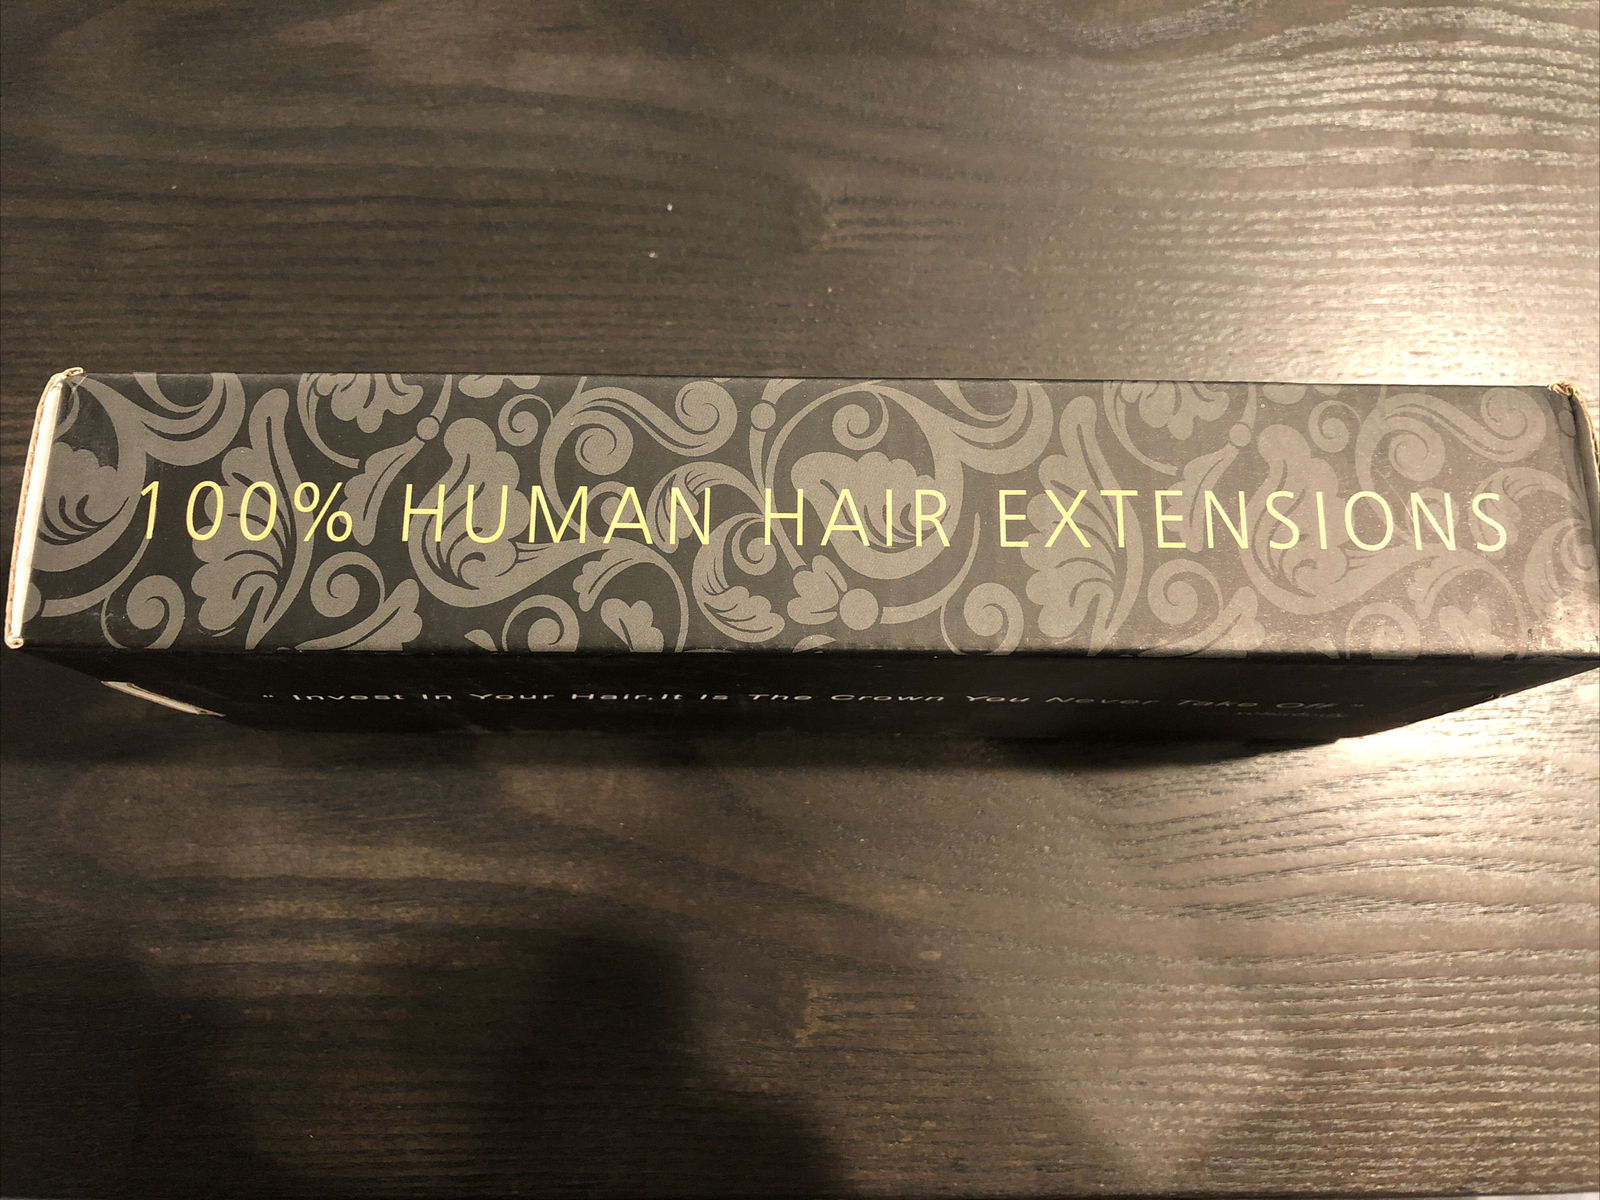 100% HUMAN HAIR EXTENSIONS
“ Invest In Your Hair.It Is The Crown You Never Take Off ”